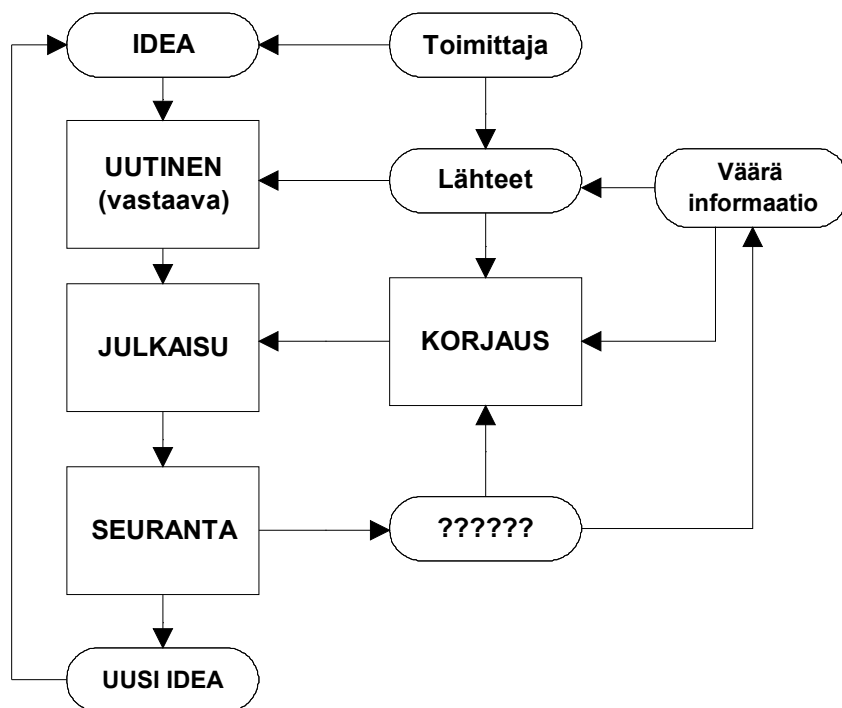 IDEA
Toimittaja
UUTINEN
(vastaava)
Lähteet
Väärä
informaatio
JULKAISU
KORJAUS
SEURANTA
??????
UUSI IDEA